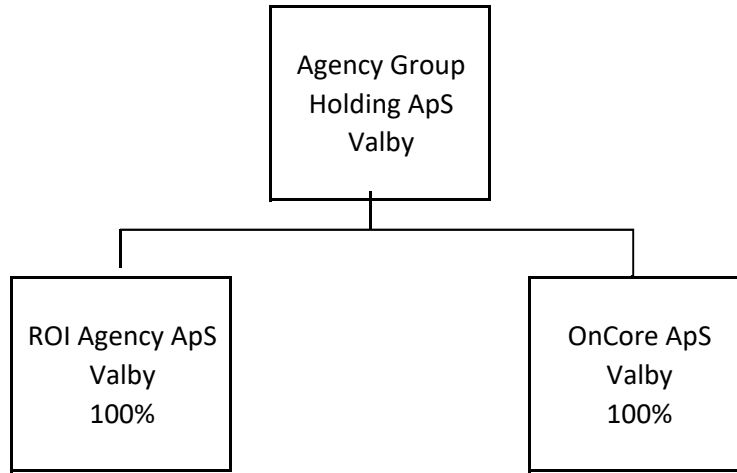 Agency Group
Holding ApS
Valby
ROI Agency ApS
Valby
100%
OnCore ApS
Valby
100%